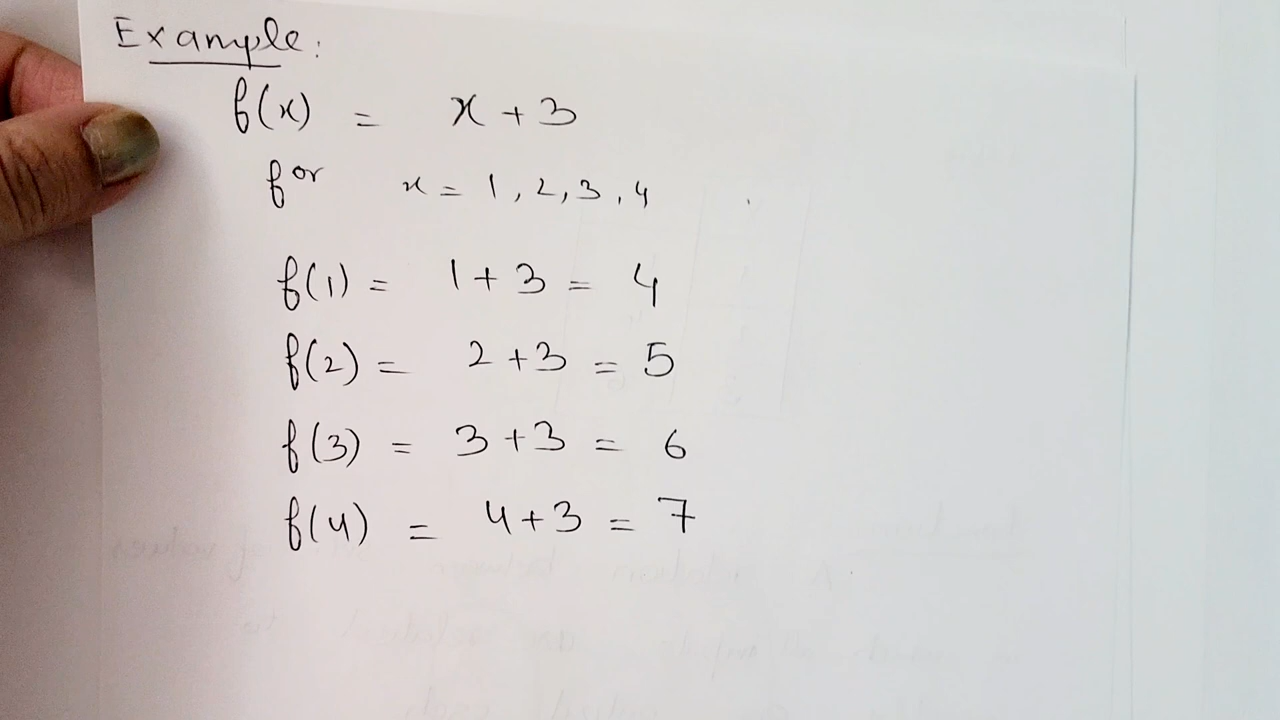 Example:
f(x) = x + 3
for x = 1, 2, 3, 4
f(1) = 1 + 3 = 4
f(2) = 2 + 3 = 5
f(3) = 3 + 3 = 6
f(4) = 4 + 3 = 7